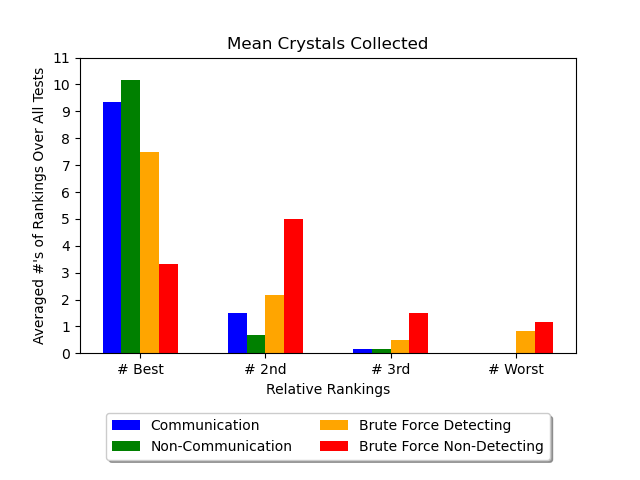 Mean Crystals Collected
Averaged #'s of Rankings Over All Tests
11
10
9
8
7
6
5
4
3
2
1
0
# Best # 2nd # 3rd # Worst
Relative Rankings
Communication Brute Force Detecting
Non-Communication Brute Force Non-Detecting